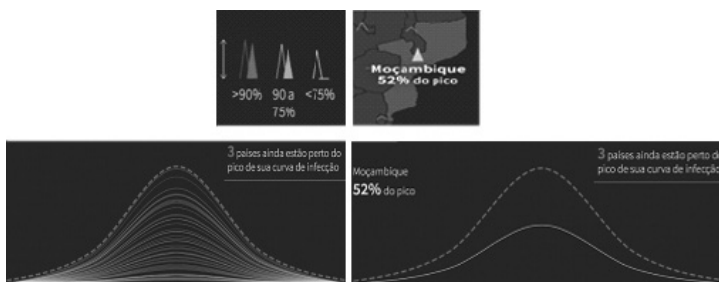 >90%
90 a
75%
<75%
Moçambique
52% do pico
3 países ainda estão perto do
pico de sua curva de infecção
Moçambique
52% do pico
3 países ainda estão perto d
pico de sua curva de infecção